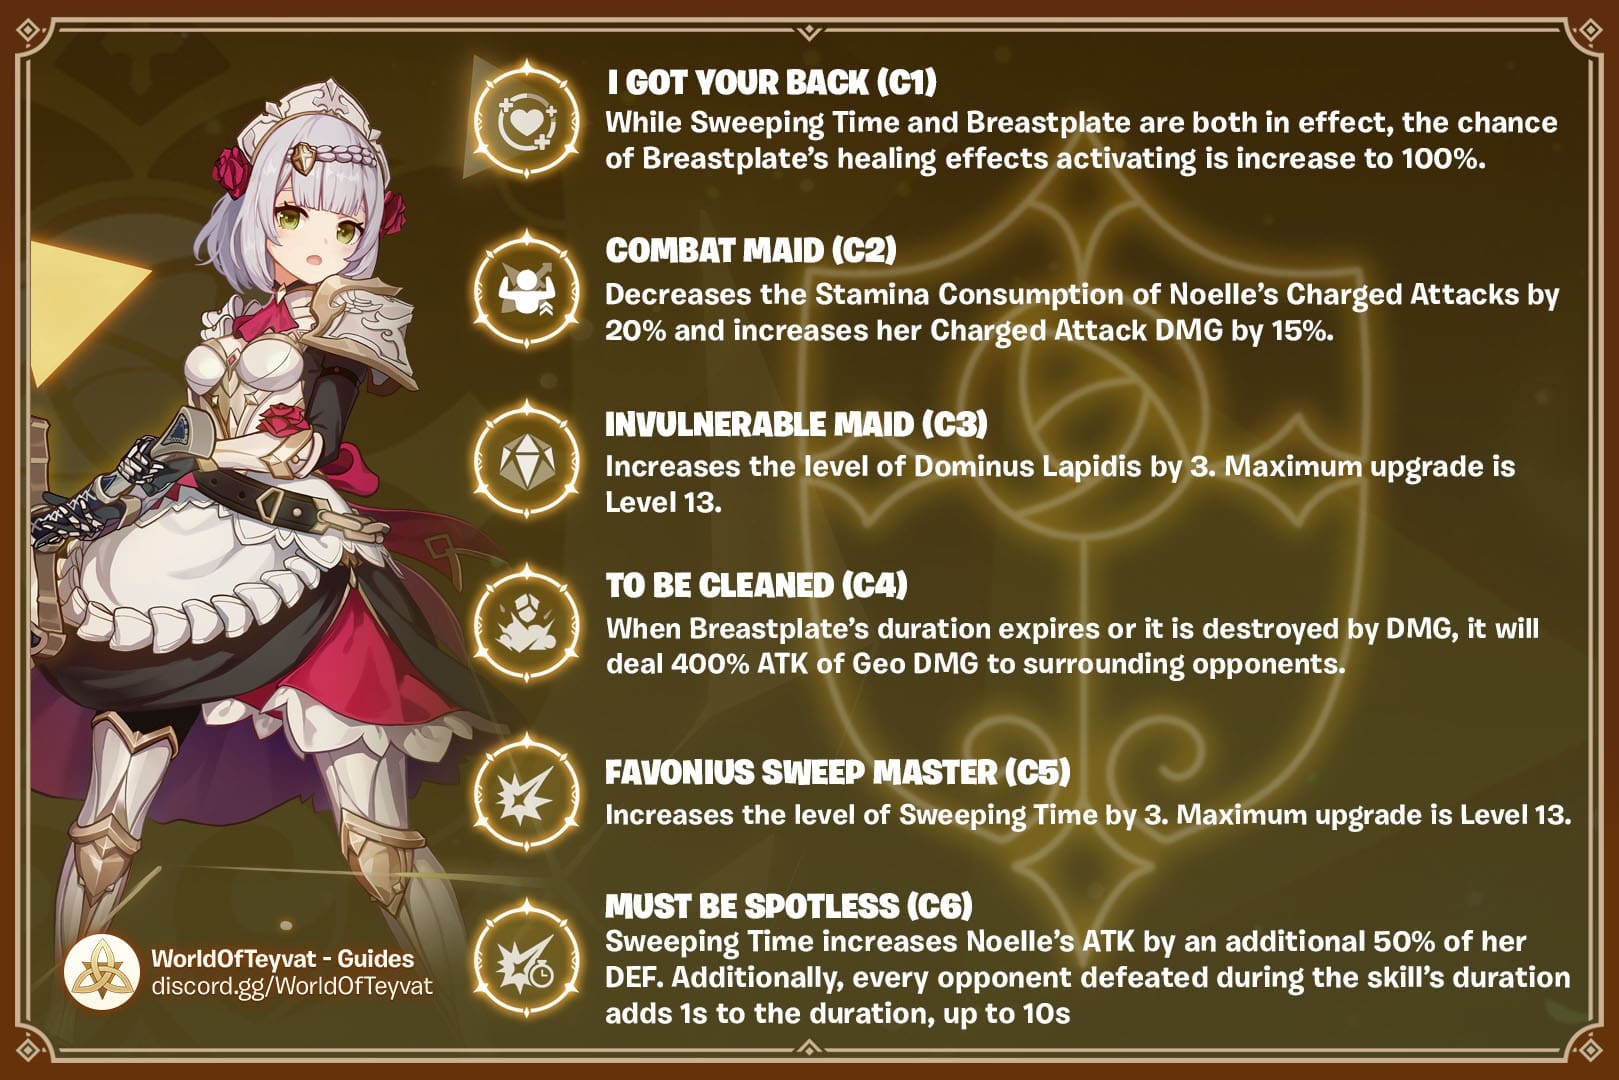 I GOT YOUR BACK (C1)
While Sweeping Time and Breastplate are both in effect, the chance
of Breastplate's healing effects activating is increase to 100%.
COMBAT MAID (C2)
Decreases the Stamina Consumption of Noelle's Charged Attacks by
20% and increases her Charged Attack DMG by 15%.
INVULNERABLE MAID (C3)
Increases the level of Dominus Lapidis by 3. Maximum upgrade is
Level 13.
TO BE CLEANED (C4)
When Breastplate's duration expires or it is destroyed by DMG, it will
deal 400% ATK of Geo DMG to surrounding opponents.
FAVONIUS SWEEP MASTER (C5)
Increases the level of Sweeping Time by 3. Maximum upgrade is Level 13.
MUST BE SPOTLESS (C6)
Sweeping Time increases Noelle's ATK by an additional 50% of her
DEF. Additionally, every opponent defeated during the skill's duration
adds 1s to the duration, up to 10s
WorldOfTeyvat - Guides
discord.gg/WorldOfTeyvat